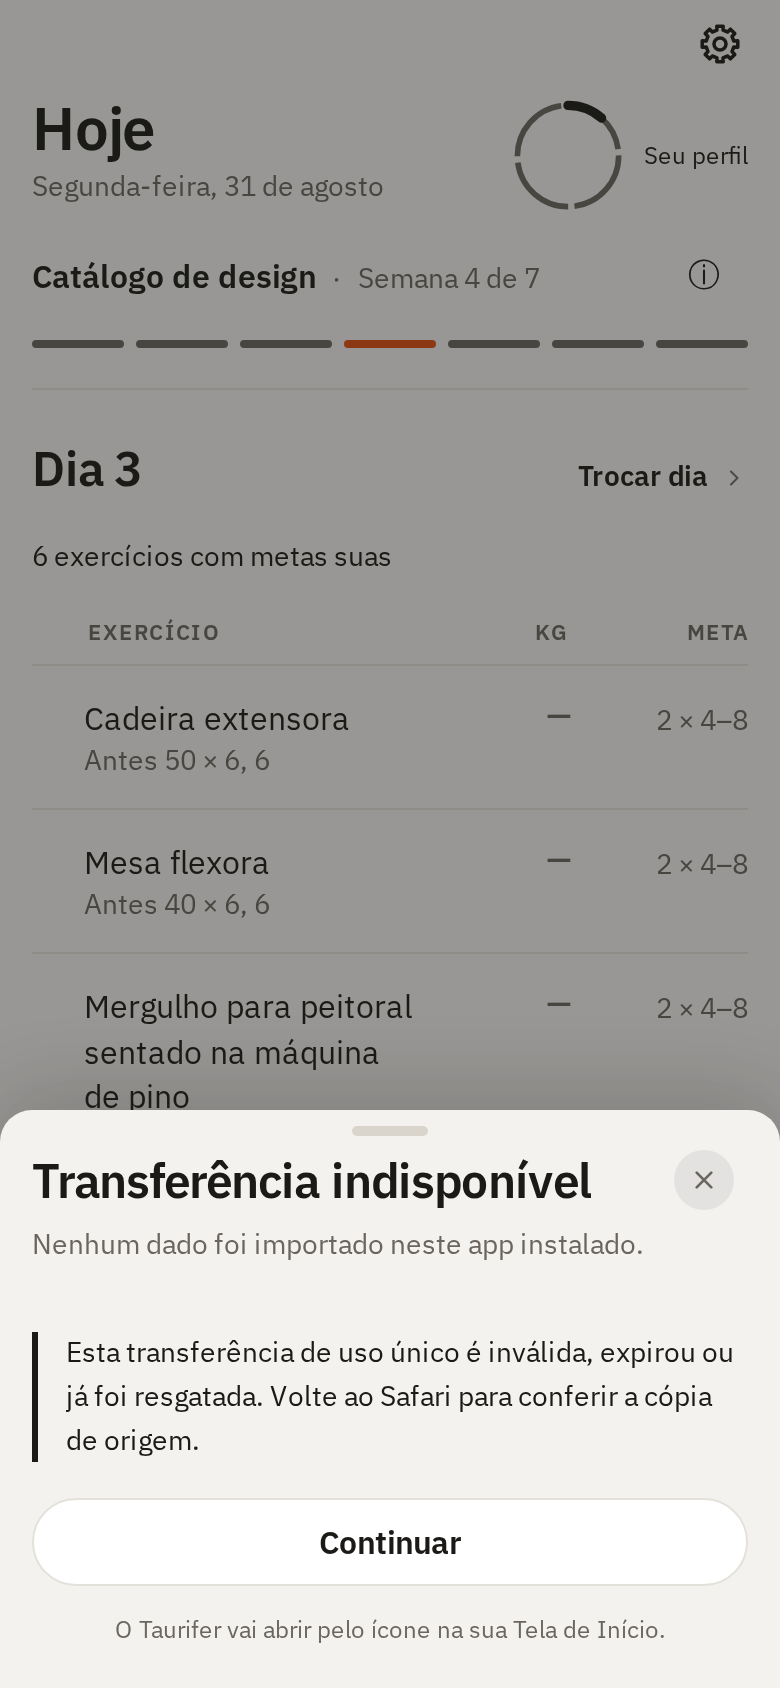 Hoje
Segunda-feira, 31 de agosto
Seu perfil
Catálogo de design · Semana 4 de 7
Dia 3
Trocar dia
6 exercícios com metas suas
EXERCÍCIO KG META
Cadeira extensora — 2 × 4–8
Antes 50 × 6, 6
Mesa flexora — 2 × 4–8
Antes 40 × 6, 6
Mergulho para peitoral — 2 × 4–8
sentado na máquina
de pino
Transferência indisponível
Nenhum dado foi importado neste app instalado.
Esta transferência de uso único é inválida, expirou ou
já foi resgatada. Volte ao Safari para conferir a cópia
de origem.
Continuar
O Taurifer vai abrir pelo ícone na sua Tela de Início.